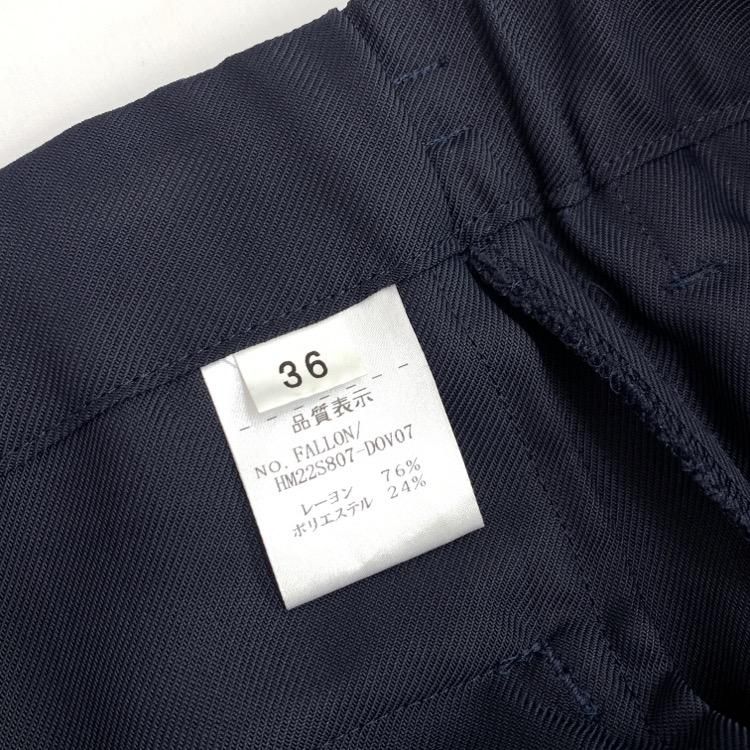 36
品質表示
NO. FALLON/
HM22S807-DOV07
レーヨン 76%
ポリエステル 24%